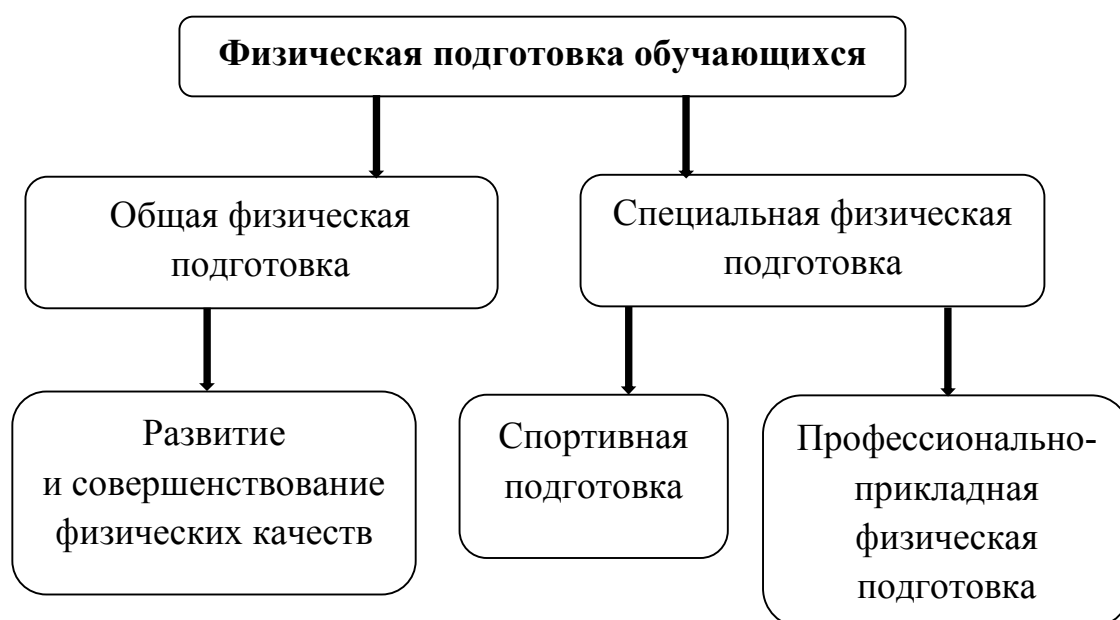 Физическая подготовка обучающихся
Общая физическая
подготовка
Специальная физическая
подготовка
Развитие
и совершенствование
физических качеств
Спортивная
подготовка
Профессионально-
прикладная
физическая
подготовка